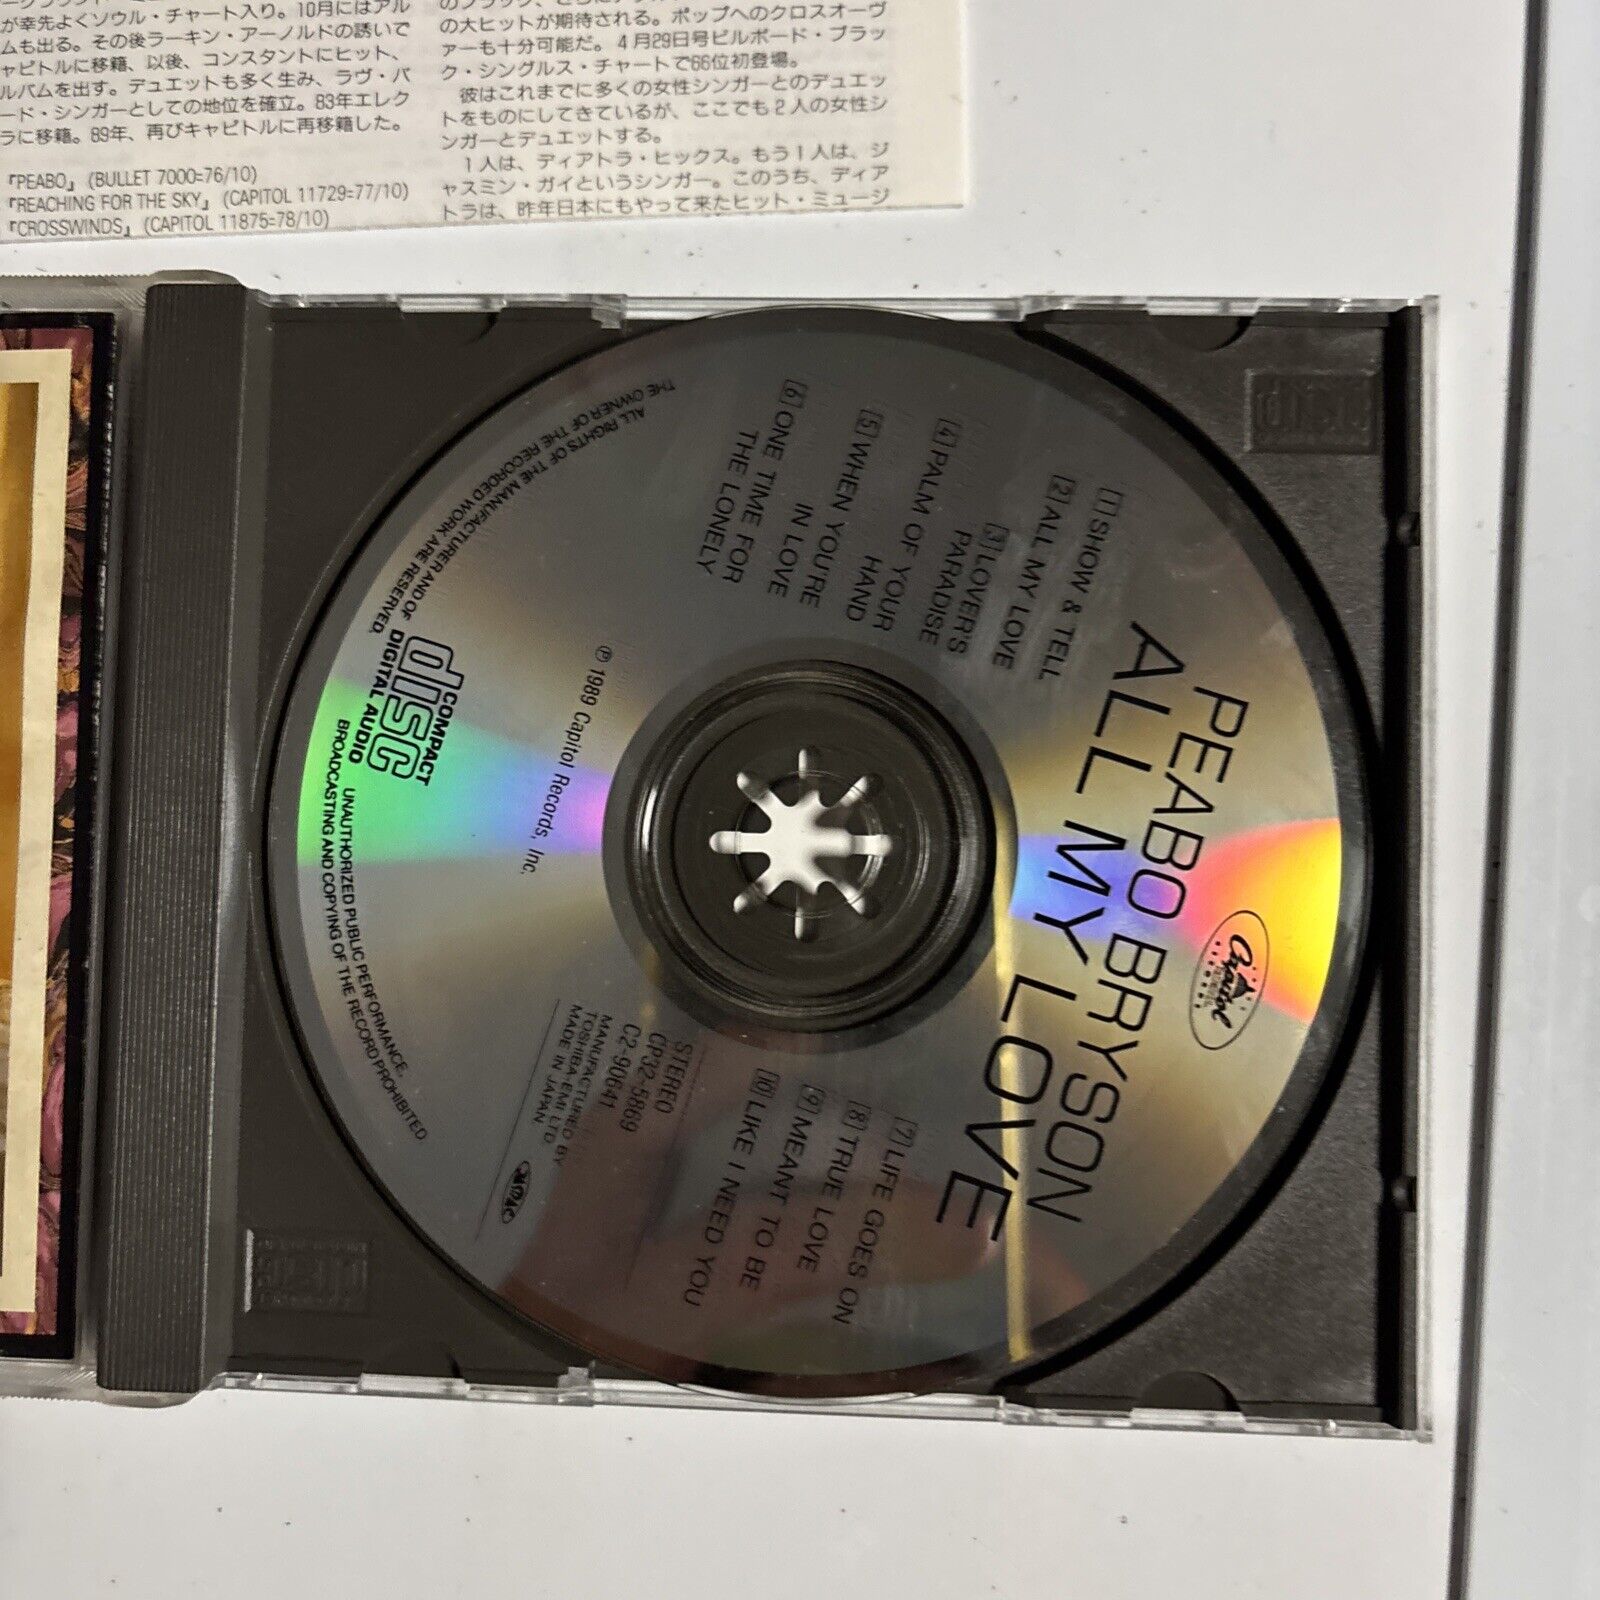 が幸先よくソウル・チャート入り。10月にはアル
ムも出る。その後ラーキン・アーノルドの誘いで
ャピトルに移籍、以後、コンスタントにヒット、
ルバムを出す。デュエットも多く生み、ラヴ・バ
ード・シンガーとしての地位を確立。83年エレク
ラに移籍。89年、再びキャピトルに再移籍した。
『PEABO』 (BULLET 7000=76/10)
『REACHING FOR THE SKY』 (CAPITOL 11729=77/10)
『CROSSWINDS』 (CAPITOL 11875=78/10)
の大ヒットが期待される。ポップへのクロスオーヴ
ァーも十分可能だ。4月29日号ビルボード・ブラッ
ク・シングルス・チャートで66位初登場。
彼はこれまでに多くの女性シンガーとのデュエッ
トをものにしてきているが、ここでも2人の女性シ
ンガーとデュエットする。
1人は、ディアトラ・ヒックス。もう1人は、ジ
ャスミン・ガイというシンガー。このうち、ディア
トラは、昨年日本にもやって来たヒット・ミュージ
Capitol
RECORDS
PEABO BRYSON
ALL MY LOVE
1 SHOW & TELL
2 ALL MY LOVE
3 LOVER'S
PARADISE
4 PALM OF YOUR
HAND
5 WHEN YOU'RE
IN LOVE
6 ONE TIME FOR
THE LONELY
7 LIFE GOES ON
8 TRUE LOVE
9 MEANT TO BE
10 LIKE I NEED YOU
STEREO
CP32-5869
C2-90641
MANUFACTURED BY
TOSHIBA-EMI LTD
MADE IN JAPAN
℗ 1989 Capitol Records, Inc.
COMPACT
disc
DIGITAL AUDIO
ALL RIGHTS OF THE MANUFACTURER AND OF
THE OWNER OF THE RECORDED WORK ARE RESERVED.
UNAUTHORIZED PUBLIC PERFORMANCE,
BROADCASTING AND COPYING OF THE RECORD PROHIBITED